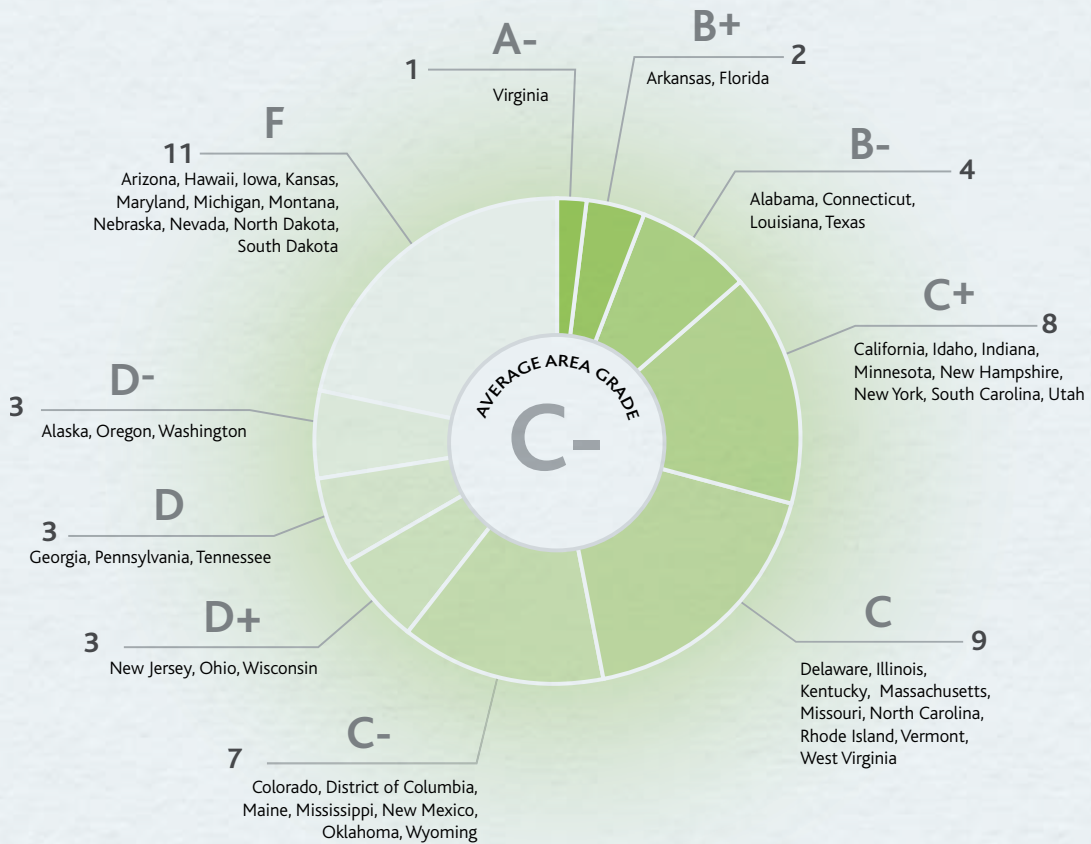 A-
1
Virginia
B+
2
Arkansas, Florida
B-
4
Alabama, Connecticut,
Louisiana, Texas
C+
8
California, Idaho, Indiana,
Minnesota, New Hampshire,
New York, South Carolina, Utah
C
9
Delaware, Illinois,
Kentucky, Massachusetts,
Missouri, North Carolina,
Rhode Island, Vermont,
West Virginia
C-
7
Colorado, District of Columbia,
Maine, Mississippi, New Mexico,
Oklahoma, Wyoming
D+
3
New Jersey, Ohio, Wisconsin
D
3
Georgia, Pennsylvania, Tennessee
D-
3
Alaska, Oregon, Washington
F
11
Arizona, Hawaii, Iowa, Kansas,
Maryland, Michigan, Montana,
Nebraska, Nevada, North Dakota,
South Dakota
AVERAGE AREA GRADE
C-